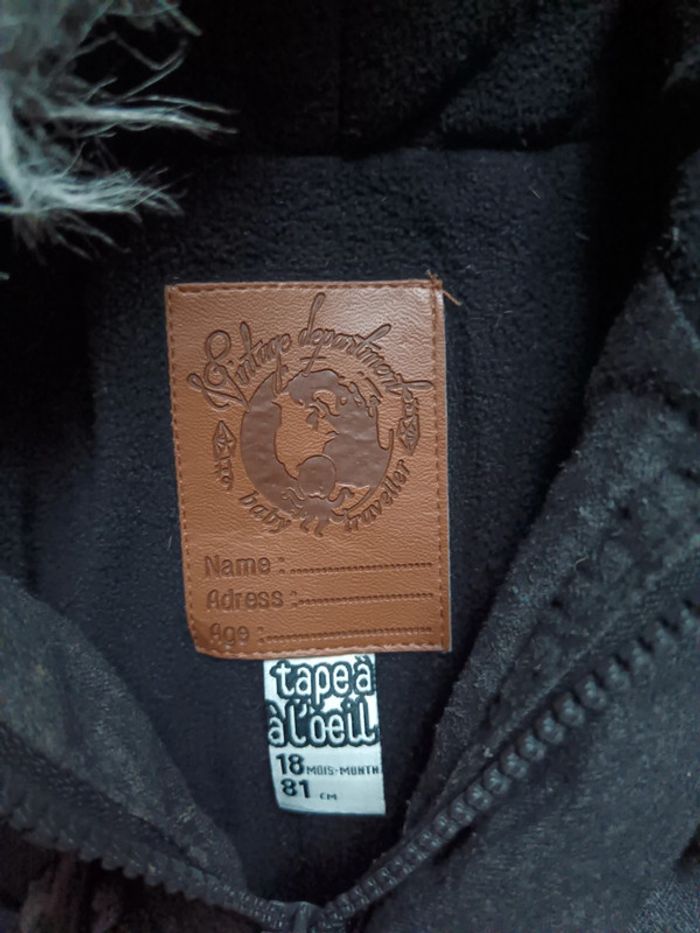 Vintage department
baby traveller
Name :
Adress :
Age :
tape à
à l'oeil
18 MOIS-MONTH
81 CM